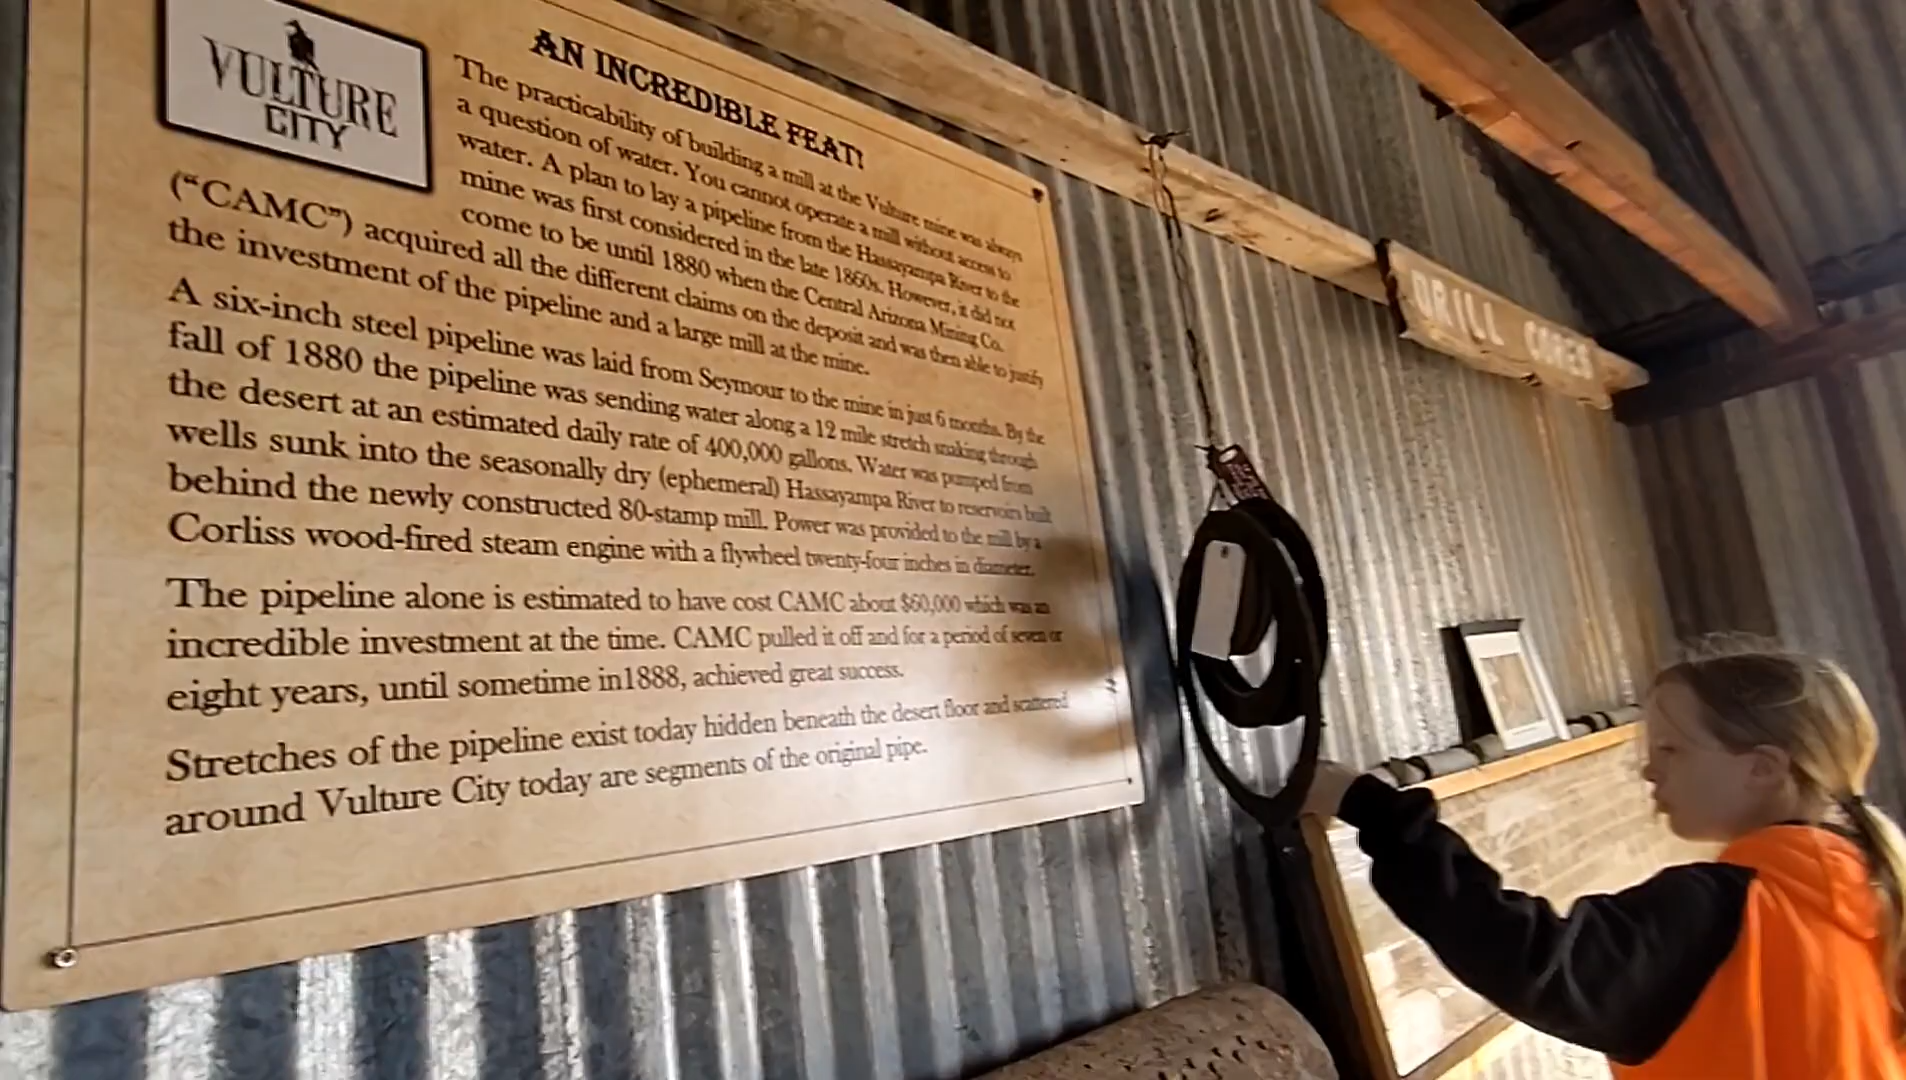 VULTURE
CITY
AN INCREDIBLE FEAT!
The practicability of building a mill at the Vulture mine was always
a question of water. You cannot operate a mill without access to
water. A plan to lay a pipeline from the Hassayampa River to the
mine was first considered in the late 1860s. However, it did not
come to be until 1880 when the Central Arizona Mining Co.
("CAMC") acquired all the different claims on the deposit and was then able to justify
the investment of the pipeline and a large mill at the mine.
A six-inch steel pipeline was laid from Seymour to the mine in just 6 months. By the
fall of 1880 the pipeline was sending water along a 12 mile stretch snaking through
the desert at an estimated daily rate of 400,000 gallons. Water was pumped from
wells sunk into the seasonally dry (ephemeral) Hassayampa River to reservoirs built
behind the newly constructed 80-stamp mill. Power was provided to the mill by a
Corliss wood-fired steam engine with a flywheel twenty-four inches in diameter.
The pipeline alone is estimated to have cost CAMC about $60,000 which was an
incredible investment at the time. CAMC pulled it off and for a period of seven or
eight years, until sometime in1888, achieved great success.
Stretches of the pipeline exist today hidden beneath the desert floor and scattered
around Vulture City today are segments of the original pipe.
DRILL CORES